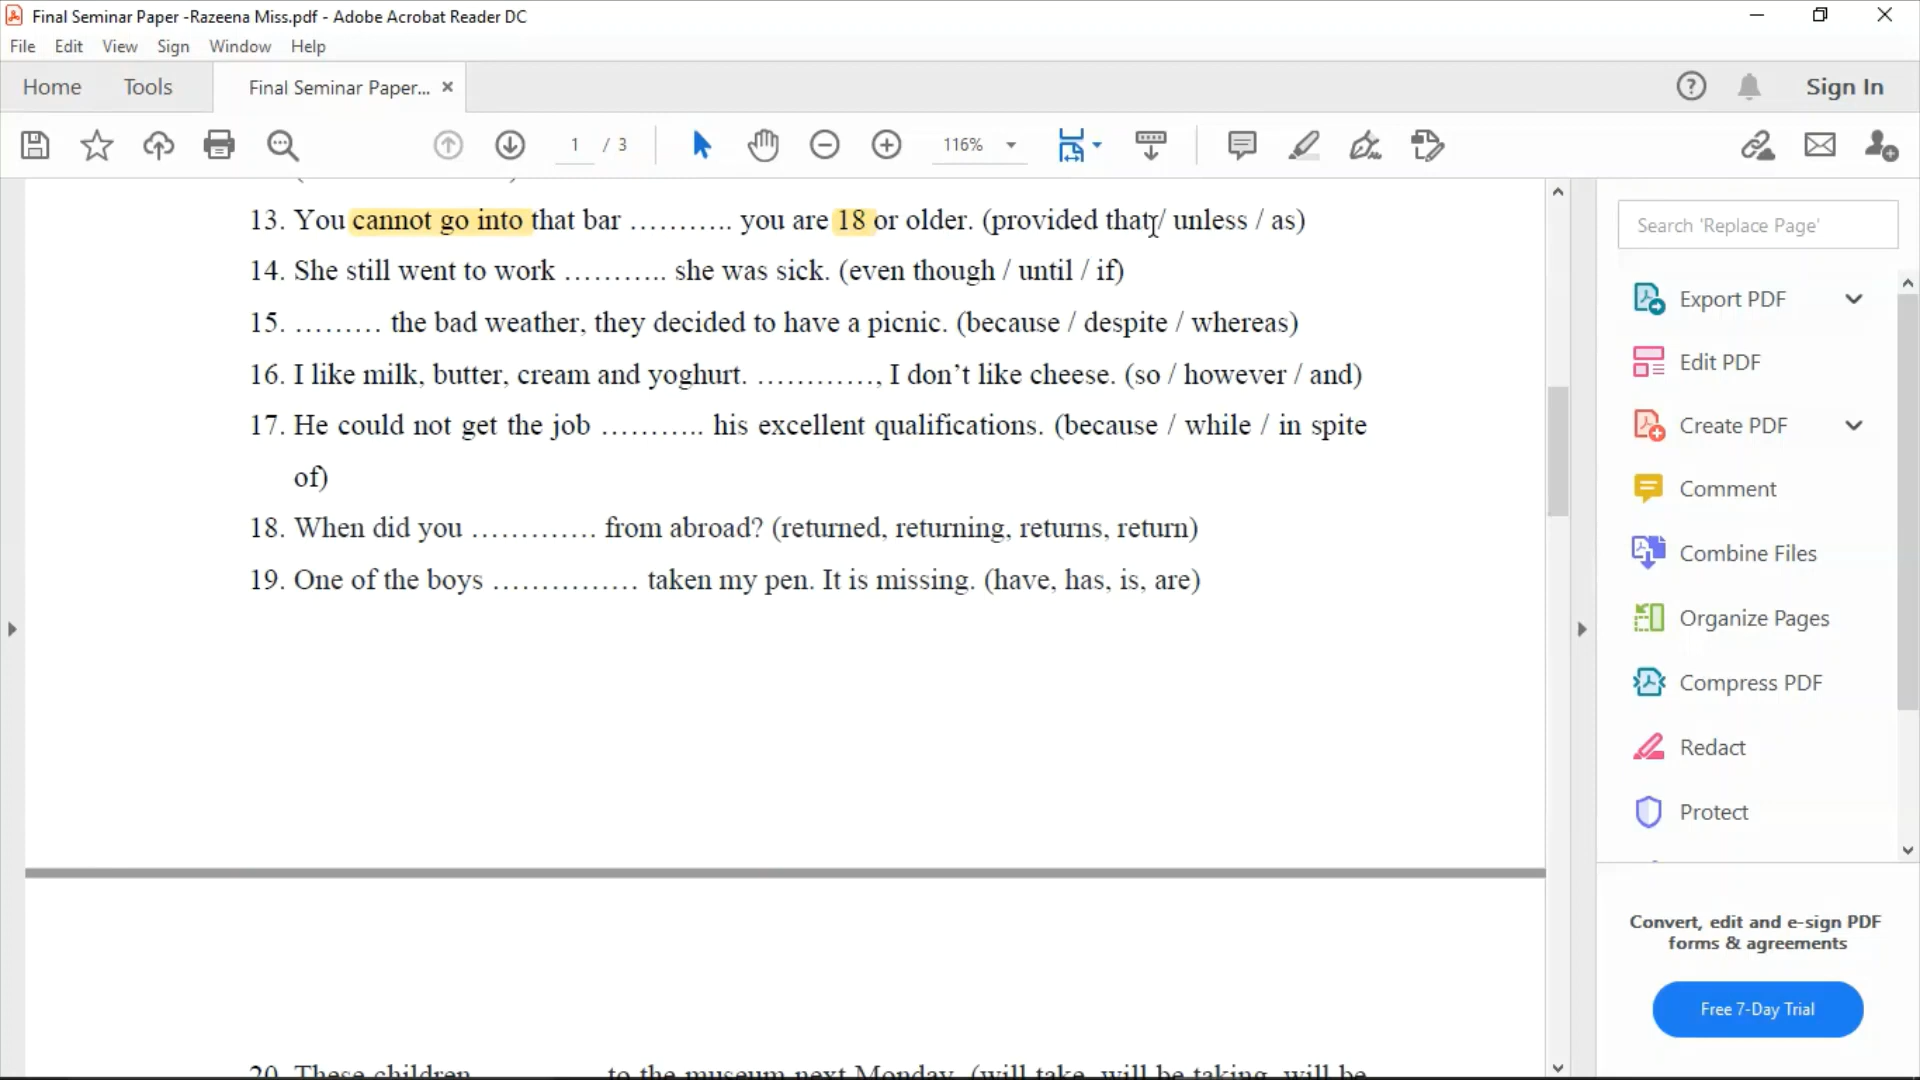 Final Seminar Paper -Razeena Miss.pdf - Adobe Acrobat Reader DC
File Edit View Sign Window Help
Home Tools Final Seminar Paper... × Sign In
1 / 3 116%
13. You cannot go into that bar ……….. you are 18 or older. (provided that / unless / as)
14. She still went to work ……….. she was sick. (even though / until / if)
15. ……… the bad weather, they decided to have a picnic. (because / despite / whereas)
16. I like milk, butter, cream and yoghurt. …………, I don’t like cheese. (so / however / and)
17. He could not get the job ……….. his excellent qualifications. (because / while / in spite
of)
18. When did you …………. from abroad? (returned, returning, returns, return)
19. One of the boys …………… taken my pen. It is missing. (have, has, is, are)
20. These children to the museum next Monday. (will take, will be taking, will be
Search 'Replace Page'
Export PDF
Edit PDF
Create PDF
Comment
Combine Files
Organize Pages
Compress PDF
Redact
Protect
Convert, edit and e-sign PDF
forms & agreements
Free 7-Day Trial